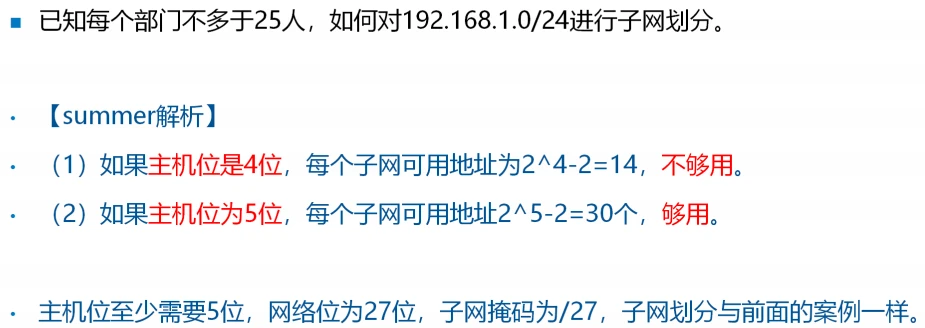 已知每个部门不多于25人，如何对192.168.1.0/24进行子网划分。
【summer解析】
（1）如果主机位是4位，每个子网可用地址为2^4-2=14，不够用。
（2）如果主机位为5位，每个子网可用地址2^5-2=30个，够用。
主机位至少需要5位，网络位为27位，子网掩码为/27，子网划分与前面的案例一样。